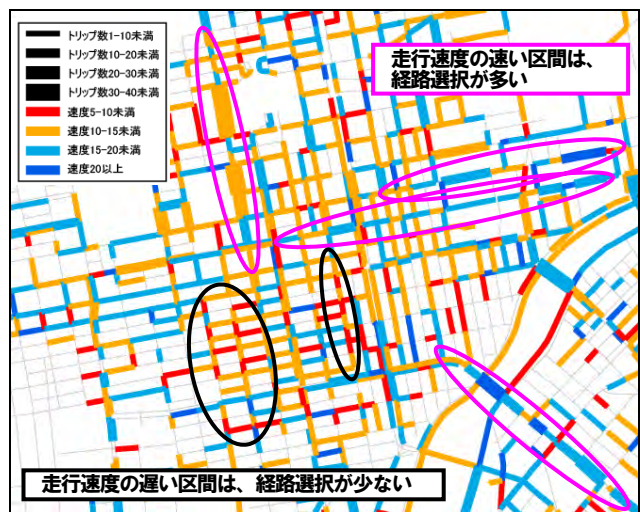 トリップ数1-10未満
トリップ数10-20未満
トリップ数20-30未満
トリップ数30-40未満
速度5-10未満
速度10-15未満
速度15-20未満
速度20以上
走行速度の速い区間は、
経路選択が多い
走行速度の遅い区間は、経路選択が少ない